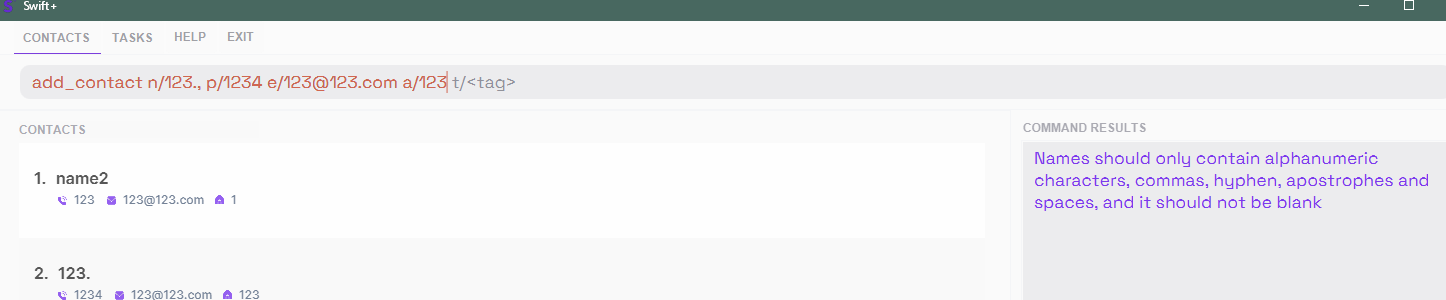 Swift+
CONTACTS TASKS HELP EXIT
add_contact n/123., p/1234 e/123@123.com a/123 t/<tag>
CONTACTS
1. name2
123 123@123.com 1
2. 123.
1234 123@123.com 123
COMMAND RESULTS
Names should only contain alphanumeric
characters, commas, hyphen, apostrophes and
spaces, and it should not be blank